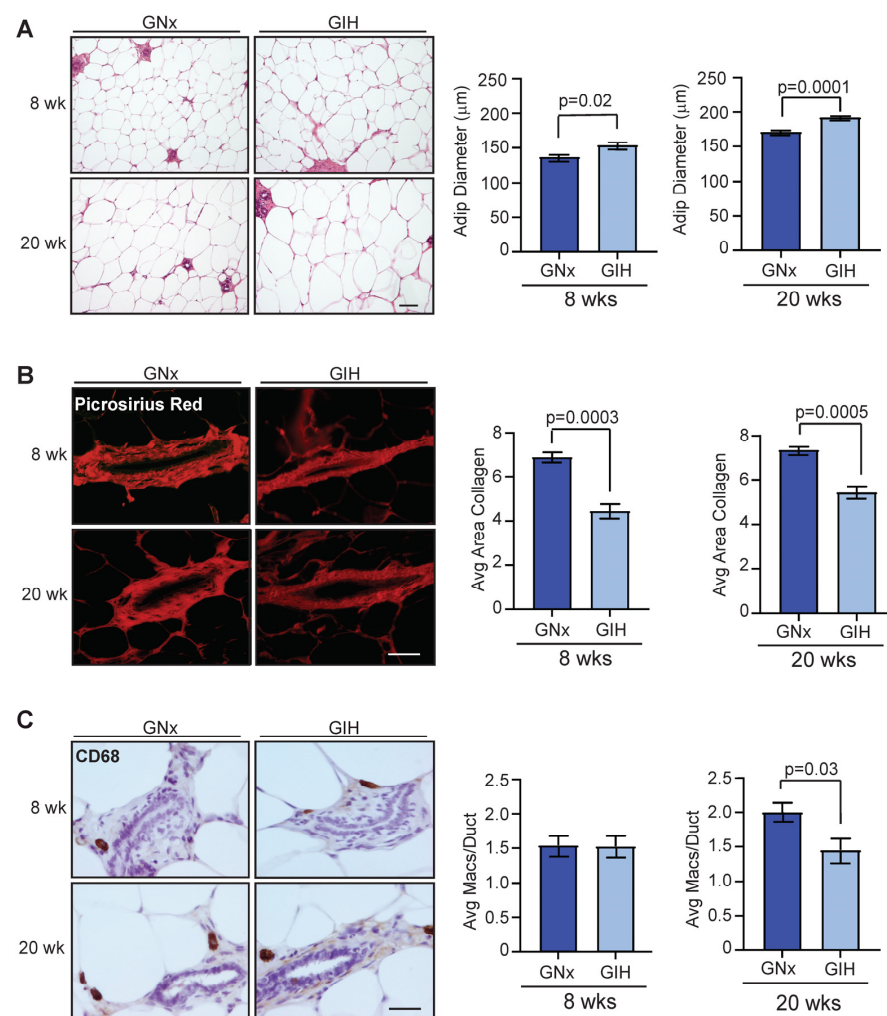 A
GNx
GIH
8 wk
20 wk
Adip Diameter (µm)
250
200
150
100
50
0
p=0.02
GNx
GIH
8 wks
Adip Diameter (µm)
250
200
150
100
50
0
p=0.0001
GNx
GIH
20 wks
B
GNx
GIH
Picrosirius Red
8 wk
20 wk
Avg Area Collagen
8
6
4
2
0
p=0.0003
GNx
GIH
8 wks
Avg Area Collagen
8
6
4
2
0
p=0.0005
GNx
GIH
20 wks
C
GNx
GIH
CD68
8 wk
20 wk
Avg Macs/Duct
2.5
2.0
1.5
1.0
0.5
0
GNx
GIH
8 wks
Avg Macs/Duct
2.5
2.0
1.5
1.0
0.5
0
p=0.03
GNx
GIH
20 wks